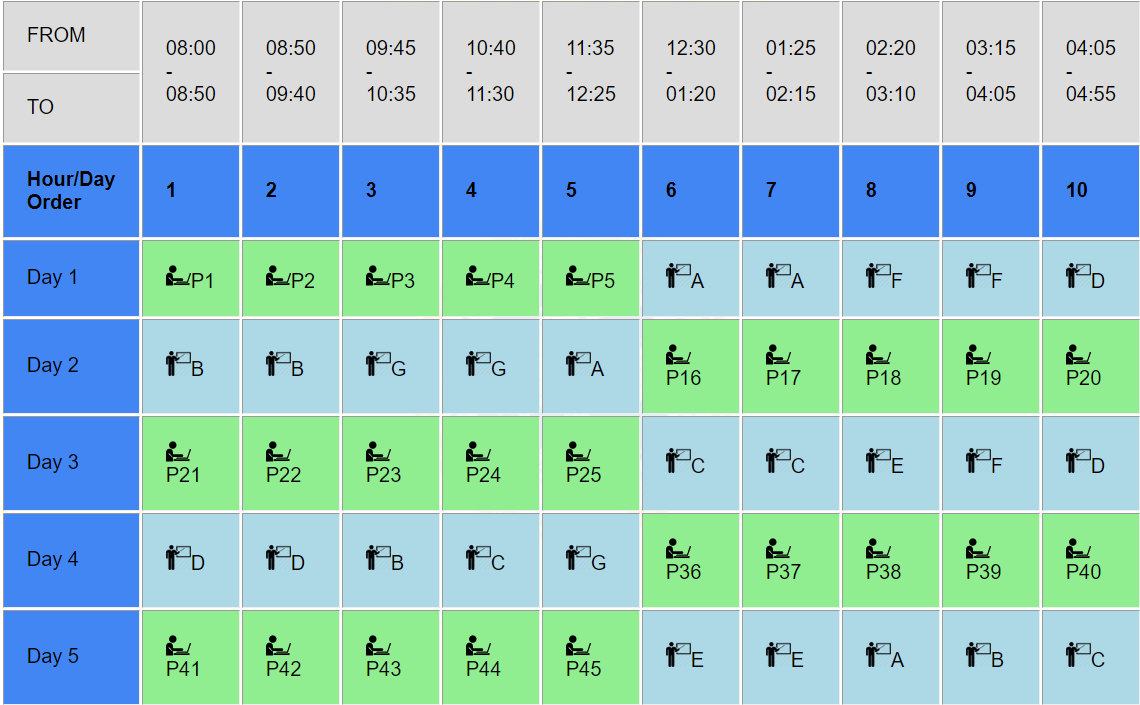 FROM 08:00 - 08:50 08:50 - 09:40 09:45 - 10:35 10:40 - 11:30 11:35 - 12:25 12:30 - 01:20 01:25 - 02:15 02:20 - 03:10 03:15 - 04:05 04:05 - 04:55
TO
Hour/Day Order 1 2 3 4 5 6 7 8 9 10
Day 1 /P1 /P2 /P3 /P4 /P5 A A F F D
Day 2 B B G G A P16 P17 P18 P19 P20
Day 3 P21 P22 P23 P24 P25 C C E F D
Day 4 D D B C G P36 P37 P38 P39 P40
Day 5 P41 P42 P43 P44 P45 E E A B C